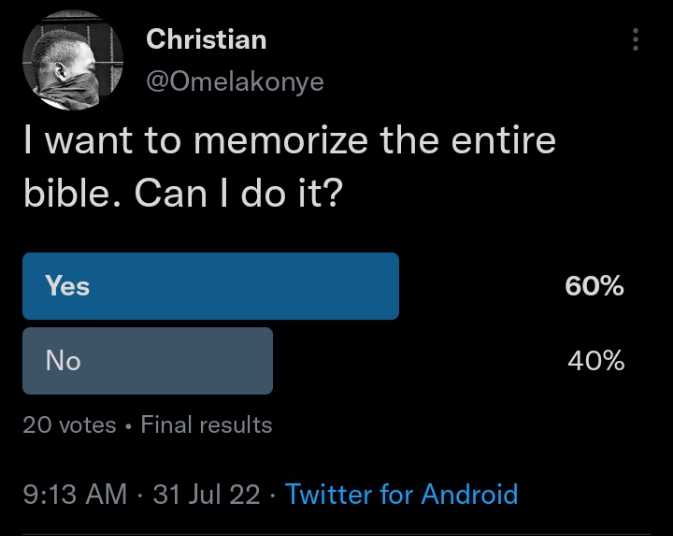 Christian
@Omelakonye
I want to memorize the entire
bible. Can I do it?
Yes 60%
No 40%
20 votes • Final results
9:13 AM · 31 Jul 22 · Twitter for Android